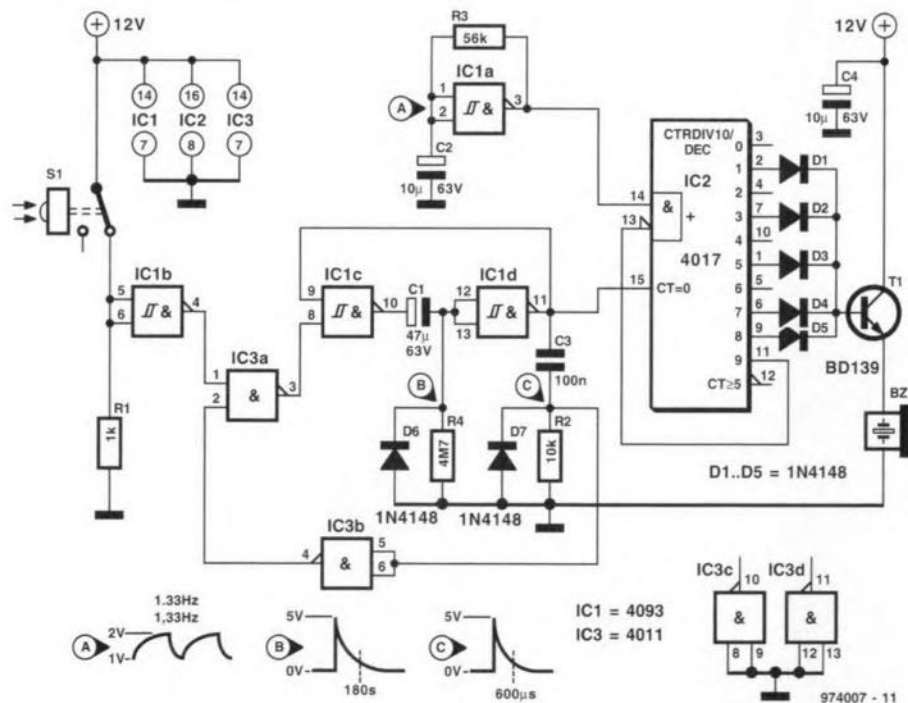 12V
14
16
14
IC1
IC2
IC3
7
8
7
S1
R3
56k
IC1a
A
1
2
3
C2
10µ
63V
12V
C4
10µ
63V
CTRDIV10/
DEC
IC2
4017
14
13
15
&
+
CT=0
0
1
2
3
4
5
6
7
8
9
CT≥5
3
2
4
7
10
1
5
6
9
11
12
D1
D2
D3
D4
D5
T1
BD139
BZ
IC1b
5
6
4
R1
1k
IC3a
1
2
3
&
IC1c
9
8
10
C1
47µ
63V
IC1d
12
13
11
C3
100n
B
C
D6
R4
4M7
D7
R2
10k
1N4148
1N4148
D1..D5 = 1N4148
IC3b
4
&
5
6
1.33Hz
1,33Hz
A
2V
1V
B
5V
0V
180s
C
5V
0V
600µs
IC1 = 4093
IC3 = 4011
IC3c
10
&
8
9
IC3d
11
&
12
13
974007 - 11